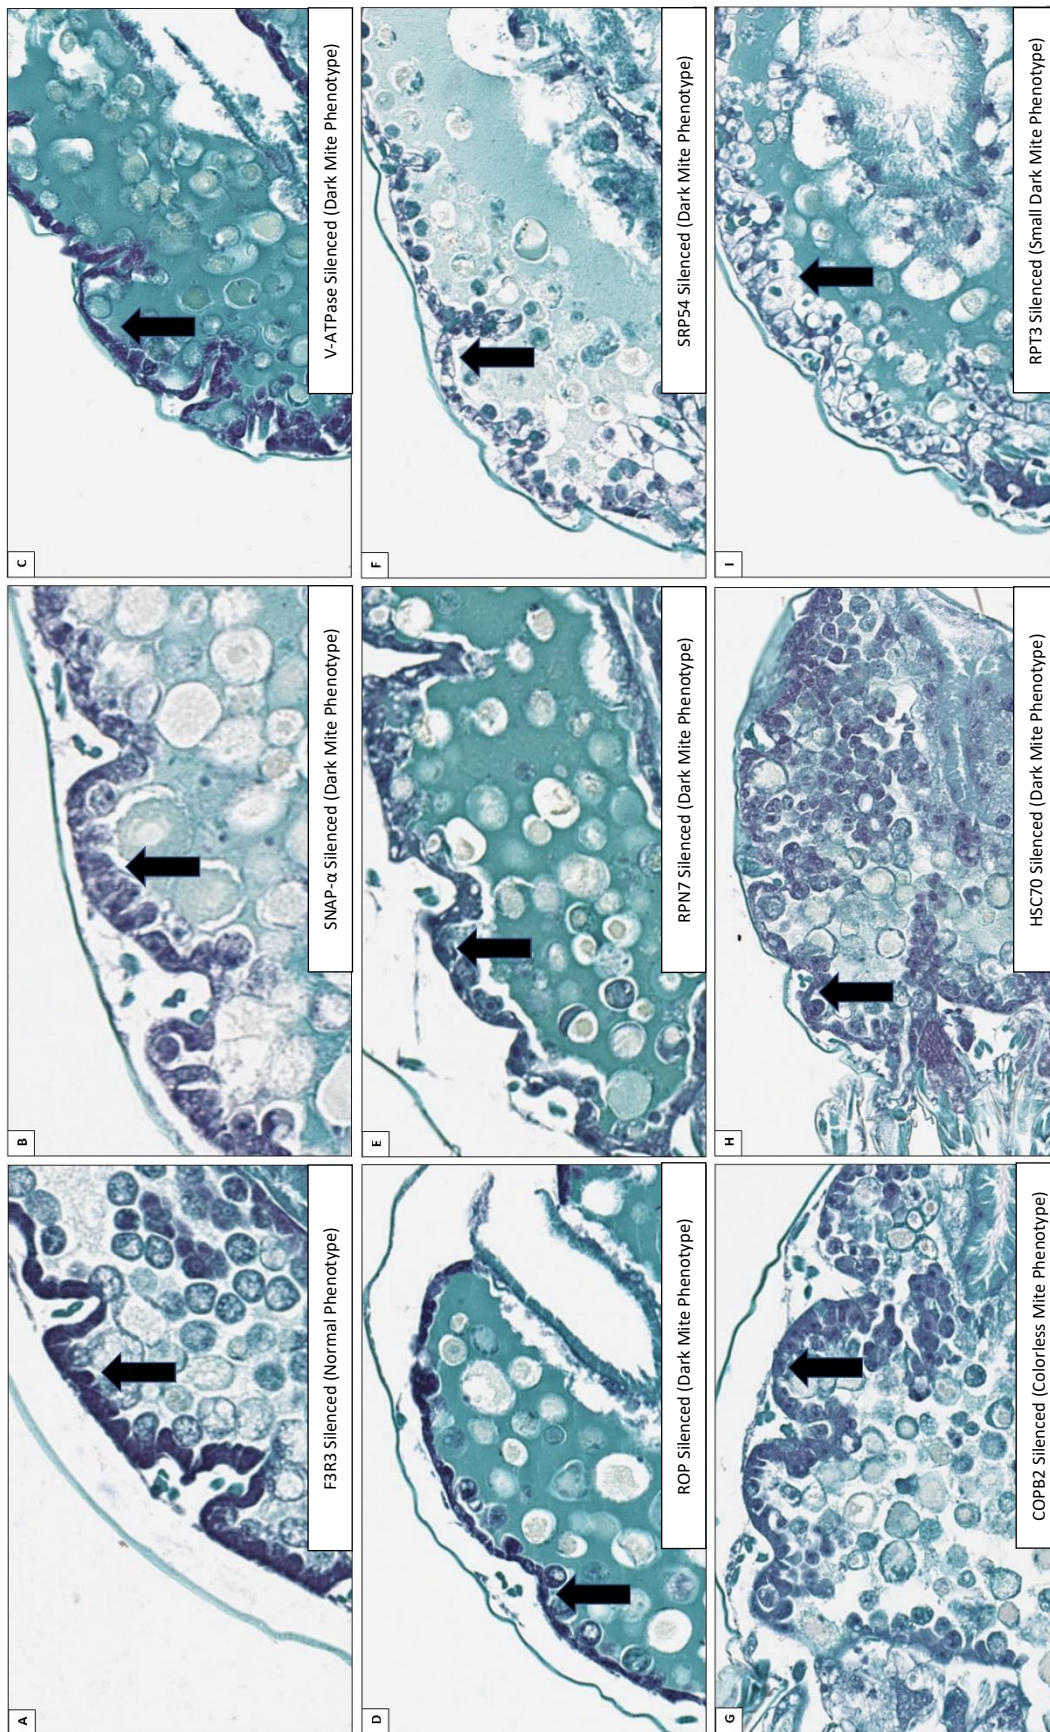 A
F3R3 Silenced (Normal Phenotype)
B
SNAP-α Silenced (Dark Mite Phenotype)
C
V-ATPase Silenced (Dark Mite Phenotype)
D
ROP Silenced (Dark Mite Phenotype)
E
RPN7 Silenced (Dark Mite Phenotype)
F
SRP54 Silenced (Dark Mite Phenotype)
G
COPB2 Silenced (Colorless Mite Phenotype)
H
HSC70 Silenced (Dark Mite Phenotype)
I
RPT3 Silenced (Small Dark Mite Phenotype)